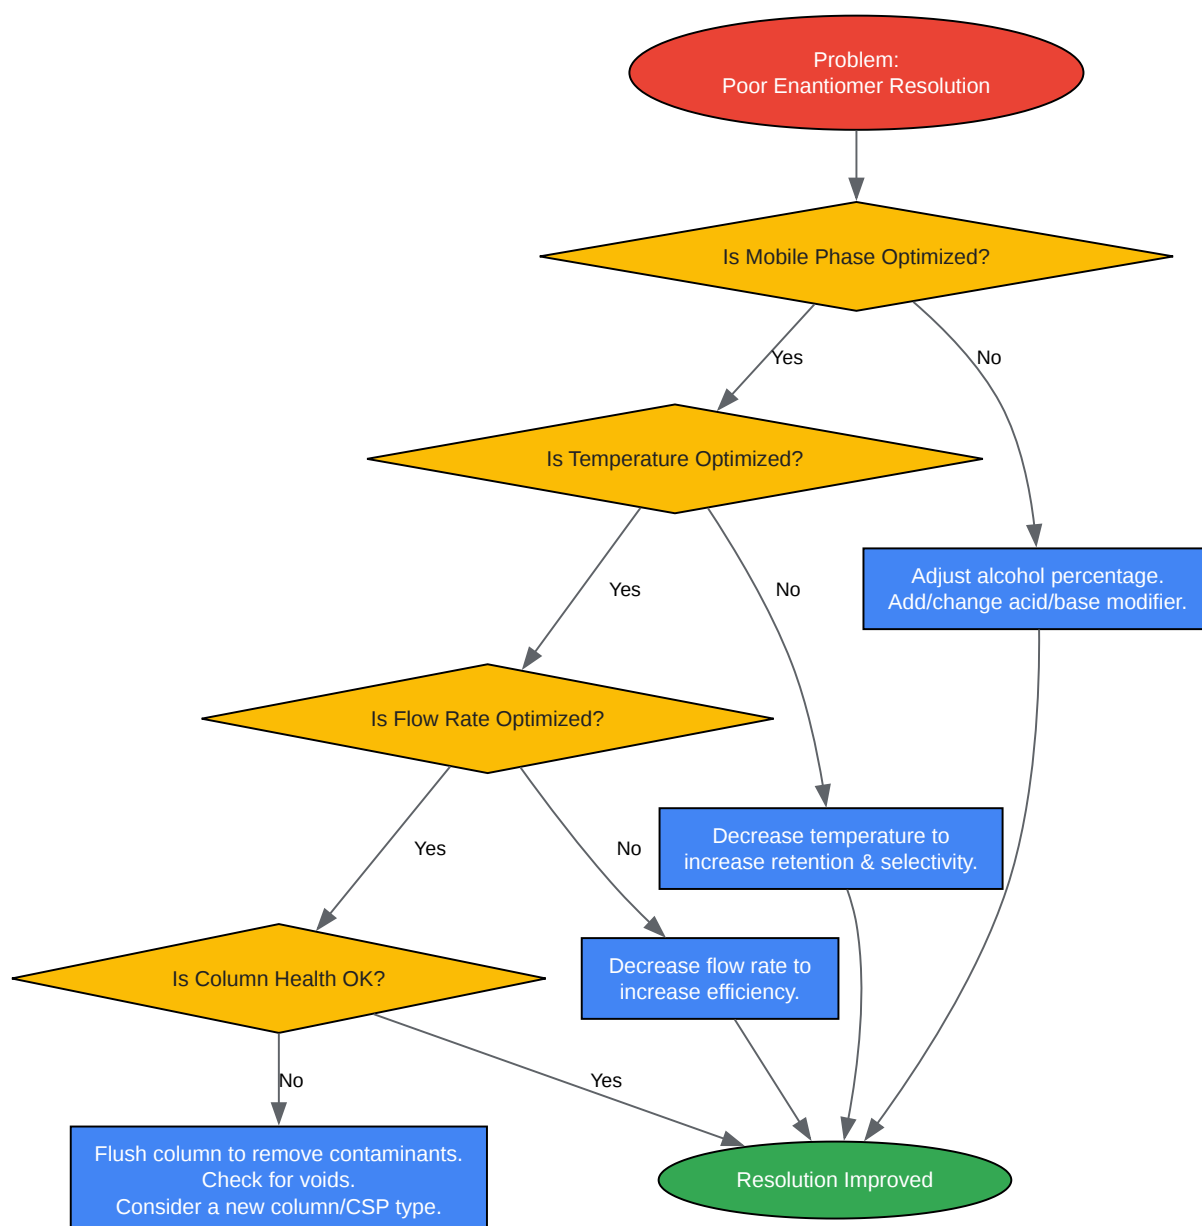 Problem:
Poor Enantiomer Resolution
Is Mobile Phase Optimized?
Yes
No
Is Temperature Optimized?
Adjust alcohol percentage.
Add/change acid/base modifier.
Yes
No
Is Flow Rate Optimized?
Decrease temperature to
increase retention & selectivity.
Yes
No
Is Column Health OK?
Decrease flow rate to
increase efficiency.
No
Yes
Flush column to remove contaminants.
Check for voids.
Consider a new column/CSP type.
Resolution Improved